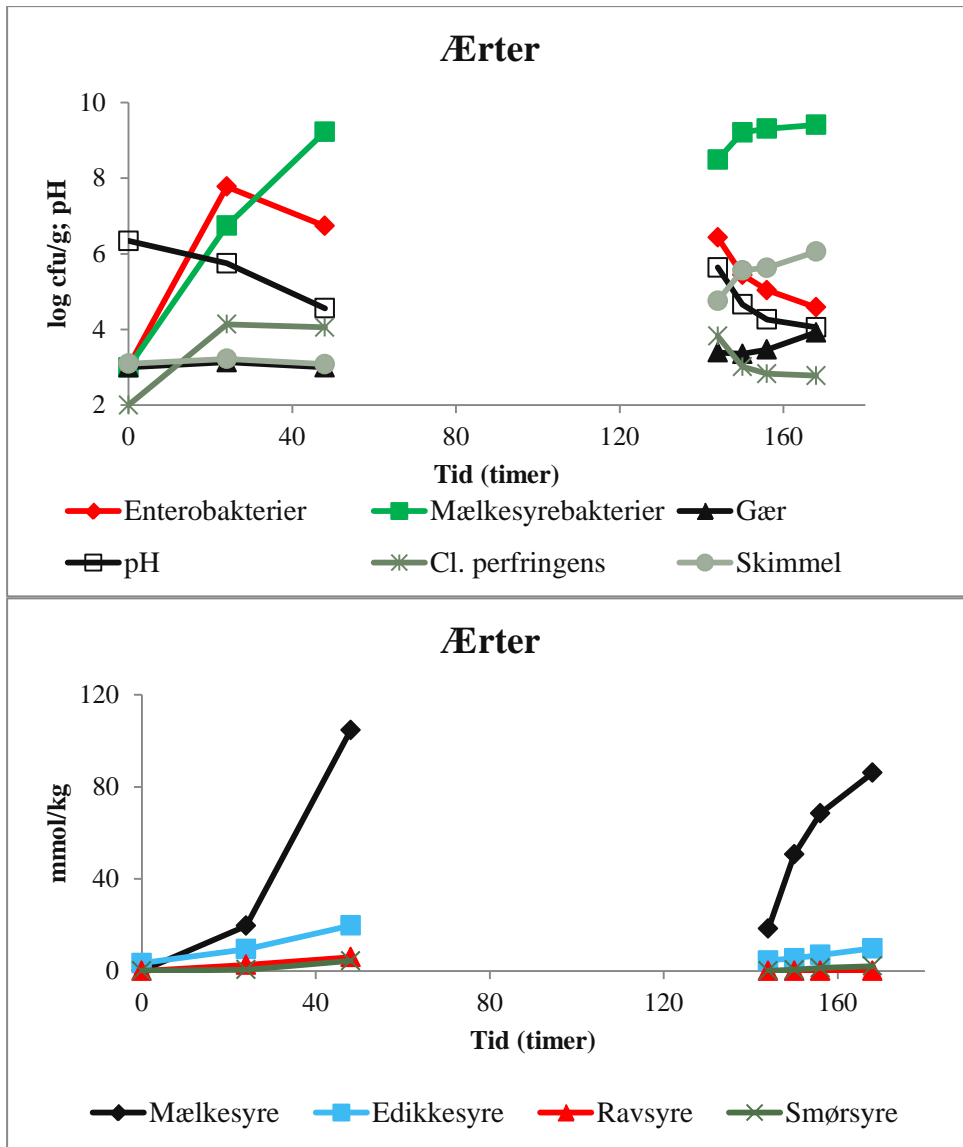 Ærter
log cfu/g; pH
10
8
6
4
2
0 40 80 120 160
Tid (timer)
Enterobakterier Mælkesyrebakterier Gær
pH Cl. perfringens Skimmel
Ærter
mmol/kg
120
80
40
0
0 40 80 120 160
Tid (timer)
Mælkesyre Edikkesyre Ravsyre Smørsyre